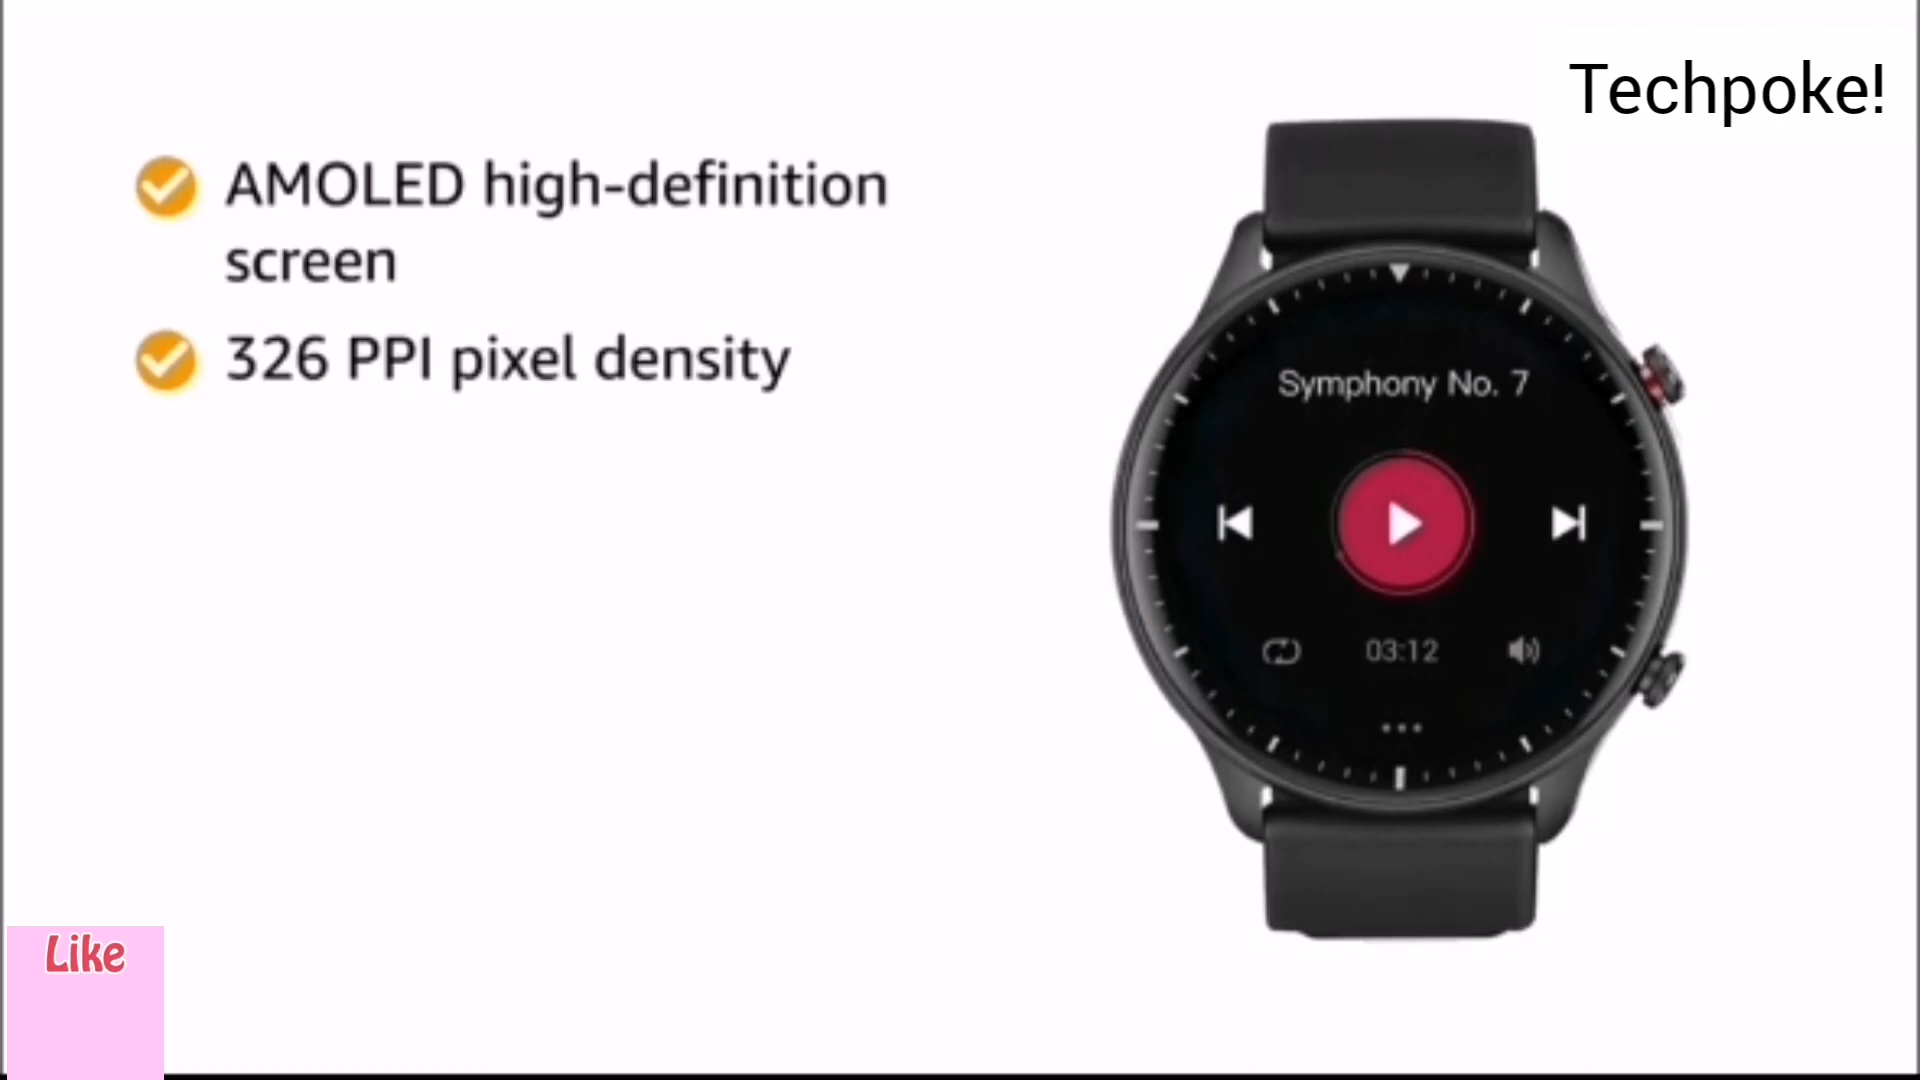 Techpoke!
AMOLED high-definition
screen
326 PPI pixel density
Symphony No. 7
03:12
Like